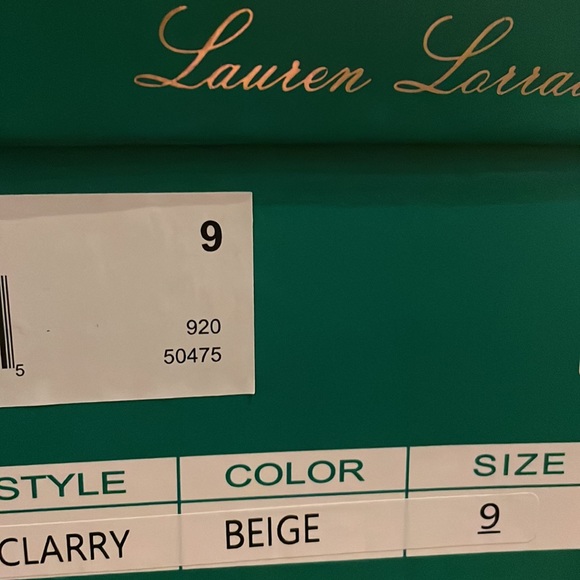 Lauren Lorra
9
920
50475
5
STYLE COLOR SIZE
CLARRY BEIGE 9